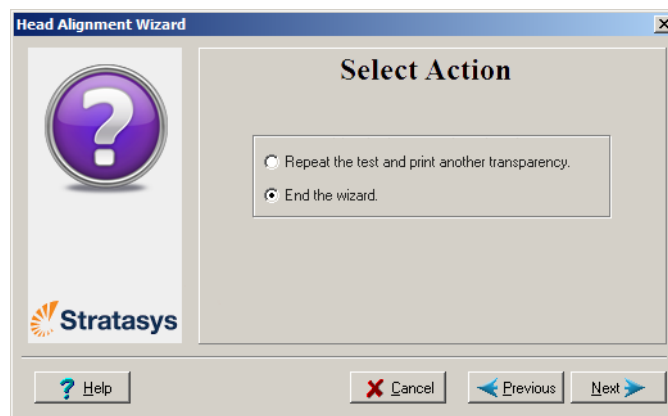 Head Alignment Wizard
Select Action
Repeat the test and print another transparency.
End the wizard.
Stratasys
Help
Cancel
Previous
Next